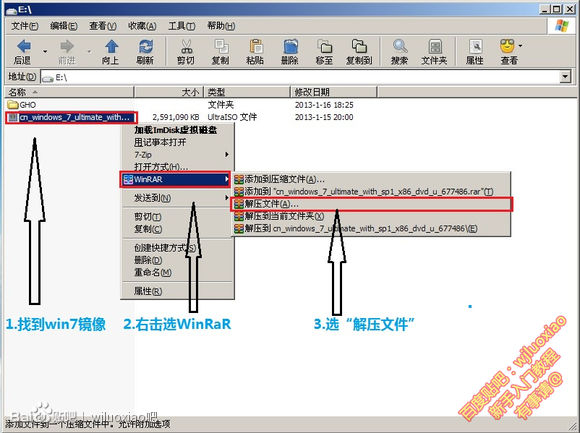 文件(F) 编辑(E) 查看(V) 收藏(A) 工具(T) 帮助(H)
后退 前进 向上 刷新 剪切 复制 粘贴 删除 移至 复制到 搜索 文件夹 属性 查看
地址(D) E:\
名称 大小 类型 修改日期
GHO 文件夹 2013-1-16 18:25
cn_windows_7_ultimate_with... 2,591,090 KB UltraISO 文件 2013-1-15 20:00
加载ImDisk虚拟磁盘
用记事本打开
7-Zip
打开方式(H)...
WinRAR
发送到(N)
剪切(T)
复制(C)
创建快捷方式(S)
删除(D)
重命名(M)
属性(R)
添加到压缩文件(A)...
添加到 "cn_windows_7_ultimate_with_sp1_x86_dvd_u_677486.rar"(T)
解压文件(A)...
解压到当前文件夹(X)
解压到 cn_windows_7_ultimate_with_sp1_x86_dvd_u_677486\(E)
1.找到win7镜像
2.右击选WinRaR
3.选“解压文件”
百度贴吧：wjluoxiao
新手入门教程
有事请@
Bai贴吧 | wjluoxiao吧
添加文件到一个压缩文件中。允许附加选项